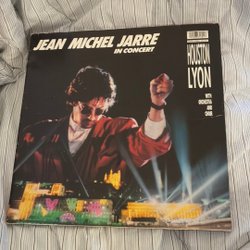 JEAN MICHEL JARRE
IN CONCERT
HOUSTON
LYON
WITH
ORCHESTRA
AND
CHOIR